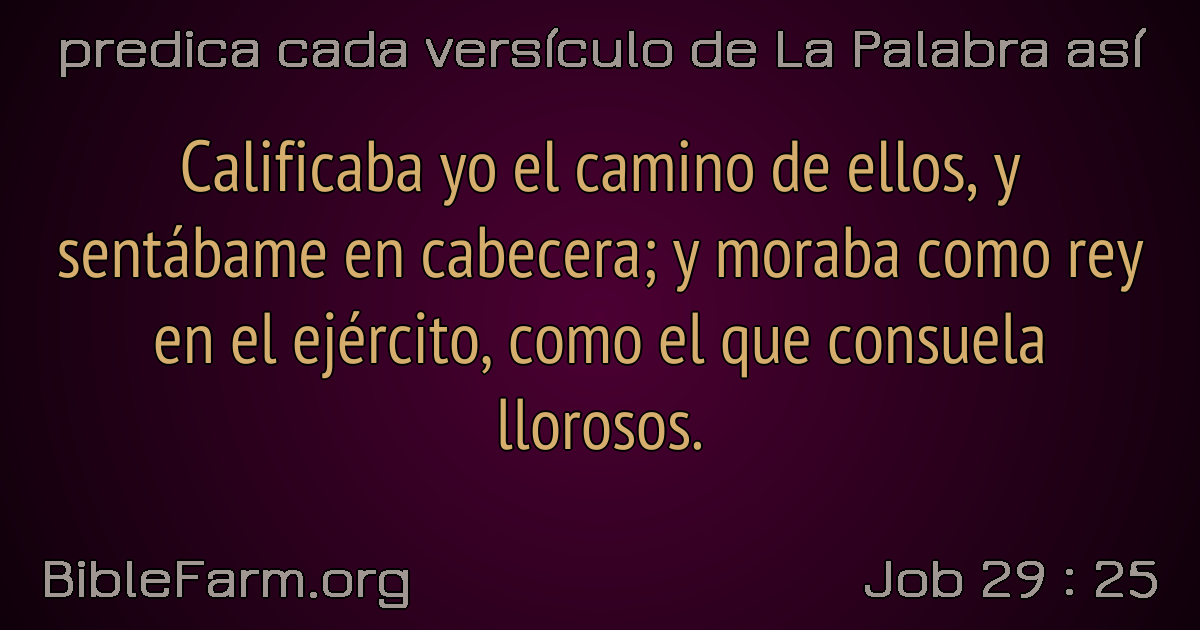 predica cada versículo de La Palabra así
Calificaba yo el camino de ellos, y
sentábame en cabecera; y moraba como rey
en el ejército, como el que consuela
llorosos.
BibleFarm.org
Job 29 : 25